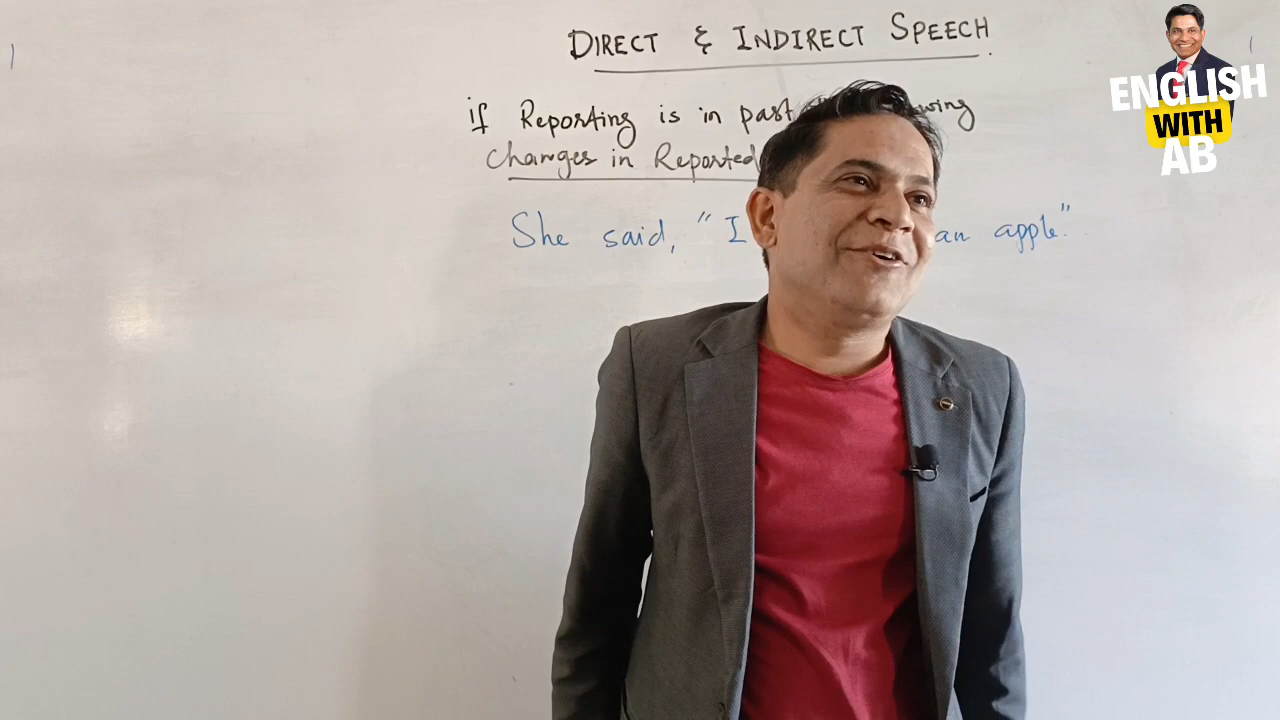 DIRECT & INDIRECT SPEECH
if Reporting is in past
changes in Reported
She said, " I an apple".
ENGLISH
WITH
AB